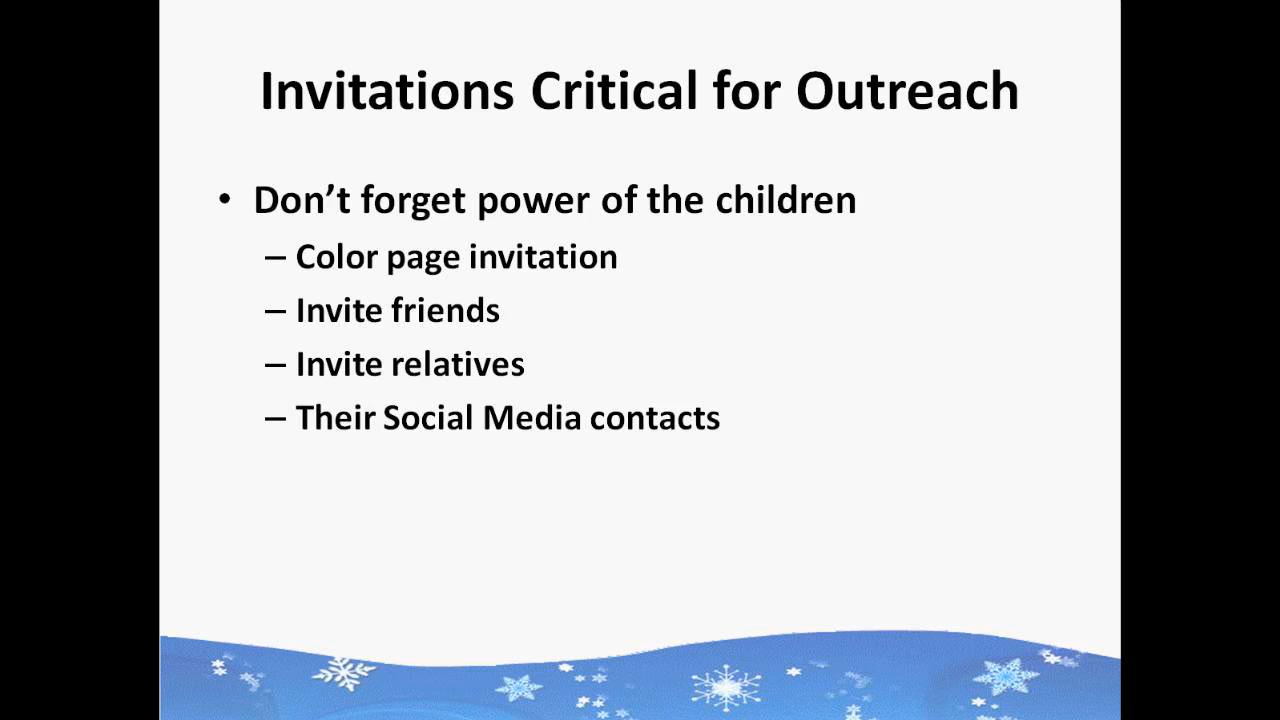 Invitations Critical for Outreach
• Don’t forget power of the children
– Color page invitation
– Invite friends
– Invite relatives
– Their Social Media contacts